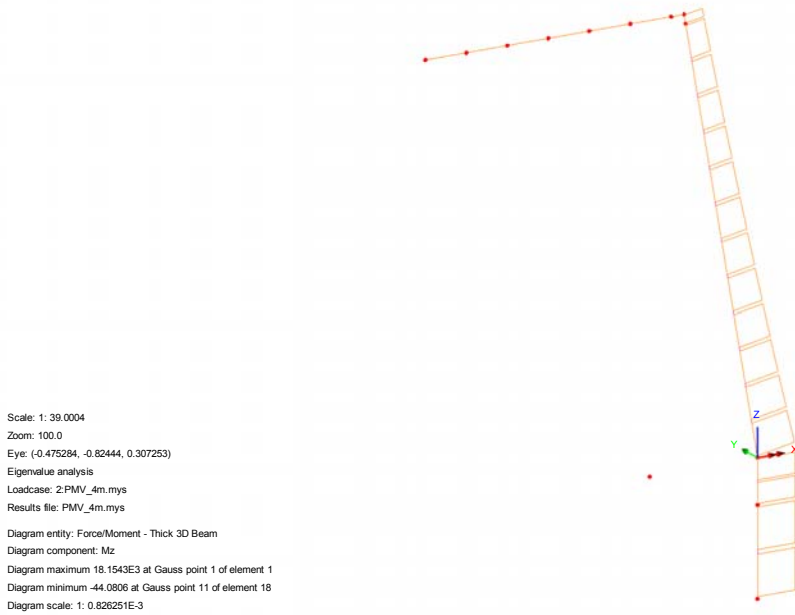 Z
Y
X
Scale: 1: 39.0004
Zoom: 100.0
Eye: (-0.475284, -0.82444, 0.307253)
Eigenvalue analysis
Loadcase: 2:PMV_4m.mys
Results file: PMV_4m.mys
Diagram entity: Force/Moment - Thick 3D Beam
Diagram component: Mz
Diagram maximum 18.1543E3 at Gauss point 1 of element 1
Diagram minimum -44.0806 at Gauss point 11 of element 18
Diagram scale: 1: 0.826251E-3